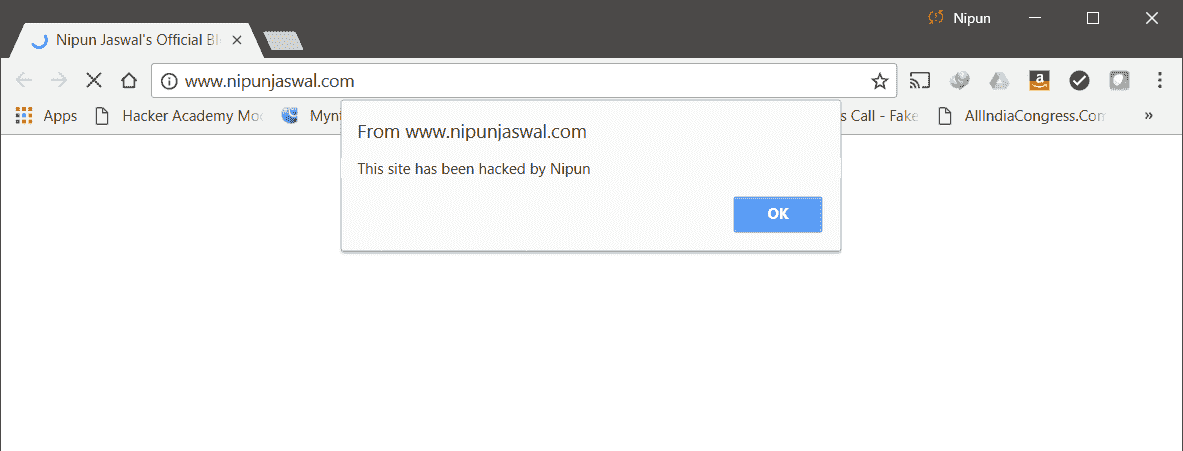 Nipun
Nipun Jaswal's Official Bl
www.nipunjaswal.com
Apps Hacker Academy Mo Mynt s Call - Fake AllIndiaCongress.Com »
From www.nipunjaswal.com
This site has been hacked by Nipun
OK